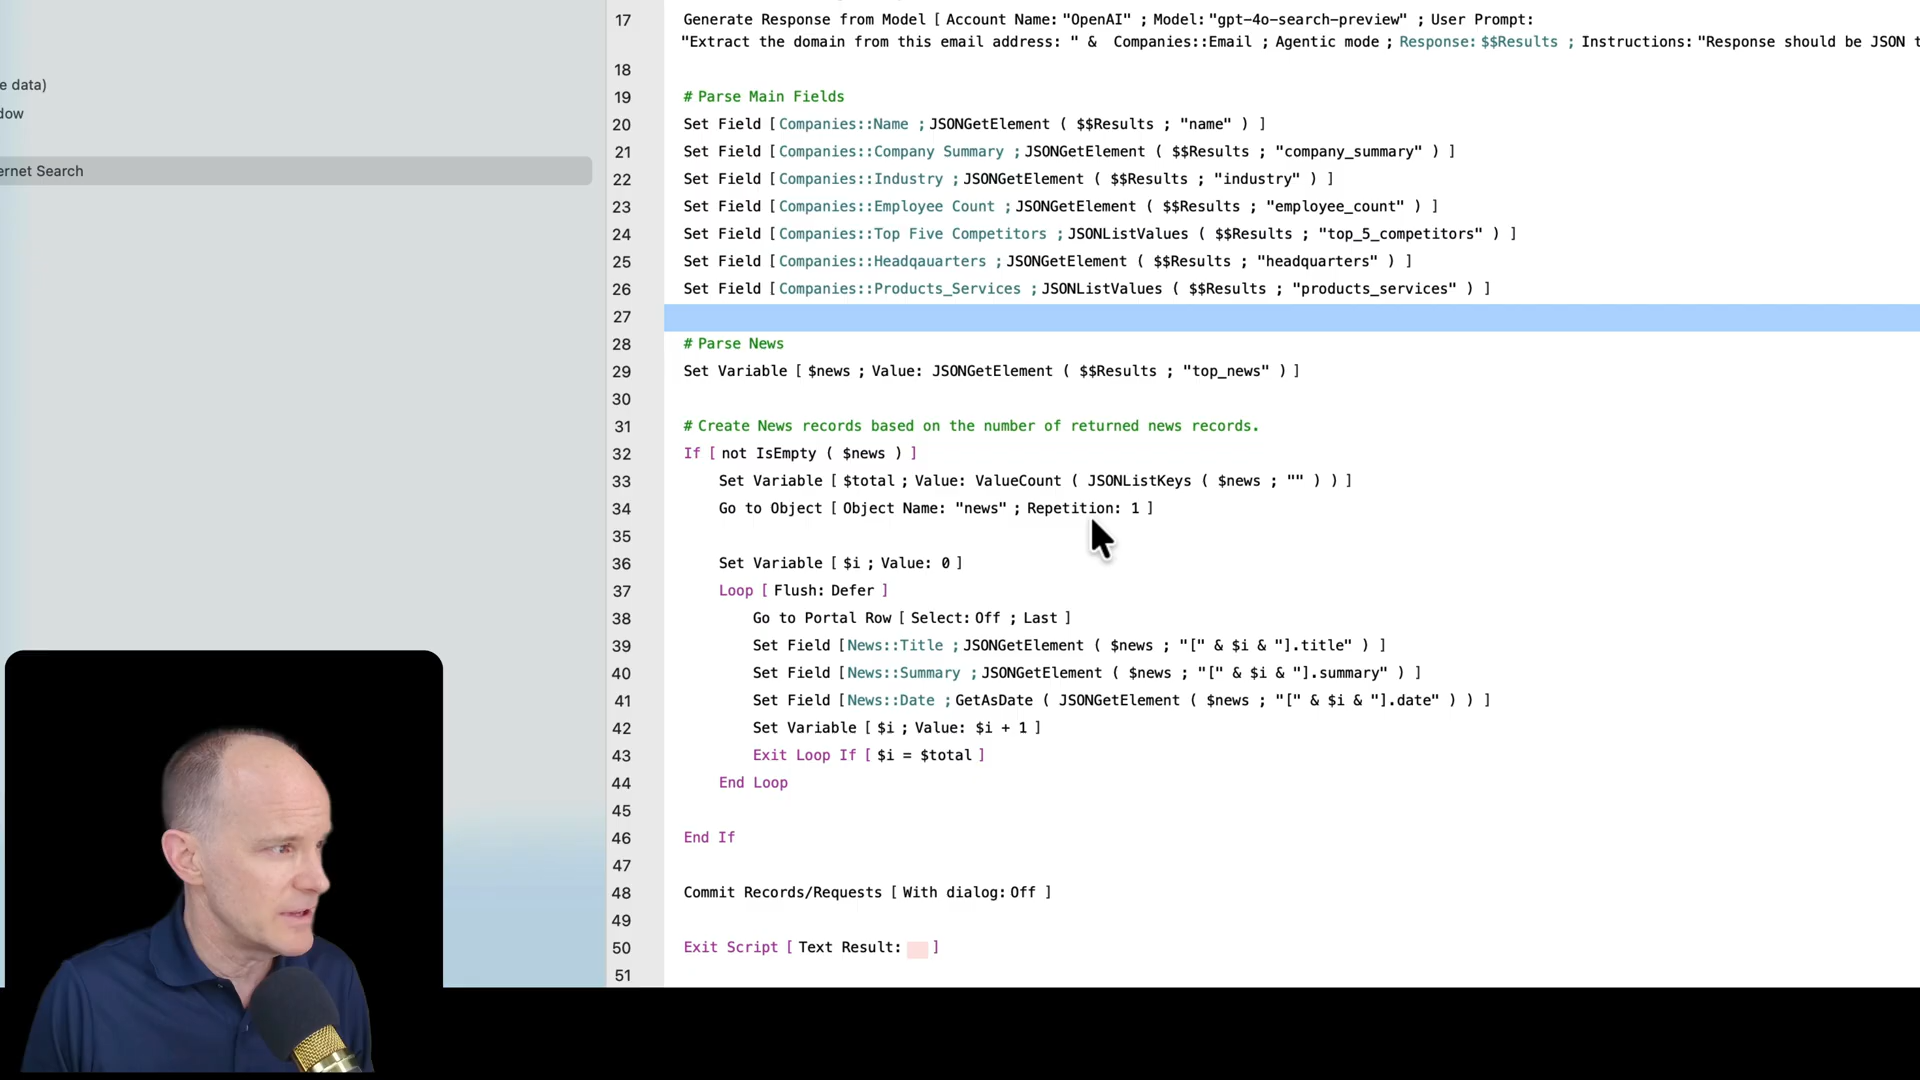 17 Generate Response from Model [ Account Name: "OpenAI" ; Model: "gpt-4o-search-preview" ; User Prompt:
"Extract the domain from this email address: " & Companies::Email ; Agentic mode ; Response: $$Results ; Instructions: "Response should be JSON t
18
e data)
19 # Parse Main Fields
dow
20 Set Field [ Companies::Name ; JSONGetElement ( $$Results ; "name" ) ]
21 Set Field [ Companies::Company Summary ; JSONGetElement ( $$Results ; "company_summary" ) ]
ernet Search
22 Set Field [ Companies::Industry ; JSONGetElement ( $$Results ; "industry" ) ]
23 Set Field [ Companies::Employee Count ; JSONGetElement ( $$Results ; "employee_count" ) ]
24 Set Field [ Companies::Top Five Competitors ; JSONListValues ( $$Results ; "top_5_competitors" ) ]
25 Set Field [ Companies::Headqauarters ; JSONGetElement ( $$Results ; "headquarters" ) ]
26 Set Field [ Companies::Products_Services ; JSONListValues ( $$Results ; "products_services" ) ]
27
28 # Parse News
29 Set Variable [ $news ; Value: JSONGetElement ( $$Results ; "top_news" ) ]
30
31 # Create News records based on the number of returned news records.
32 If [ not IsEmpty ( $news ) ]
33 Set Variable [ $total ; Value: ValueCount ( JSONListKeys ( $news ; "" ) ) ]
34 Go to Object [ Object Name: "news" ; Repetition: 1 ]
35
36 Set Variable [ $i ; Value: 0 ]
37 Loop [ Flush: Defer ]
38 Go to Portal Row [ Select: Off ; Last ]
39 Set Field [ News::Title ; JSONGetElement ( $news ; "[" & $i & "].title" ) ]
40 Set Field [ News::Summary ; JSONGetElement ( $news ; "[" & $i & "].summary" ) ]
41 Set Field [ News::Date ; GetAsDate ( JSONGetElement ( $news ; "[" & $i & "].date" ) ) ]
42 Set Variable [ $i ; Value: $i + 1 ]
43 Exit Loop If [ $i = $total ]
44 End Loop
45
46 End If
47
48 Commit Records/Requests [ With dialog: Off ]
49
50 Exit Script [ Text Result: ]
51